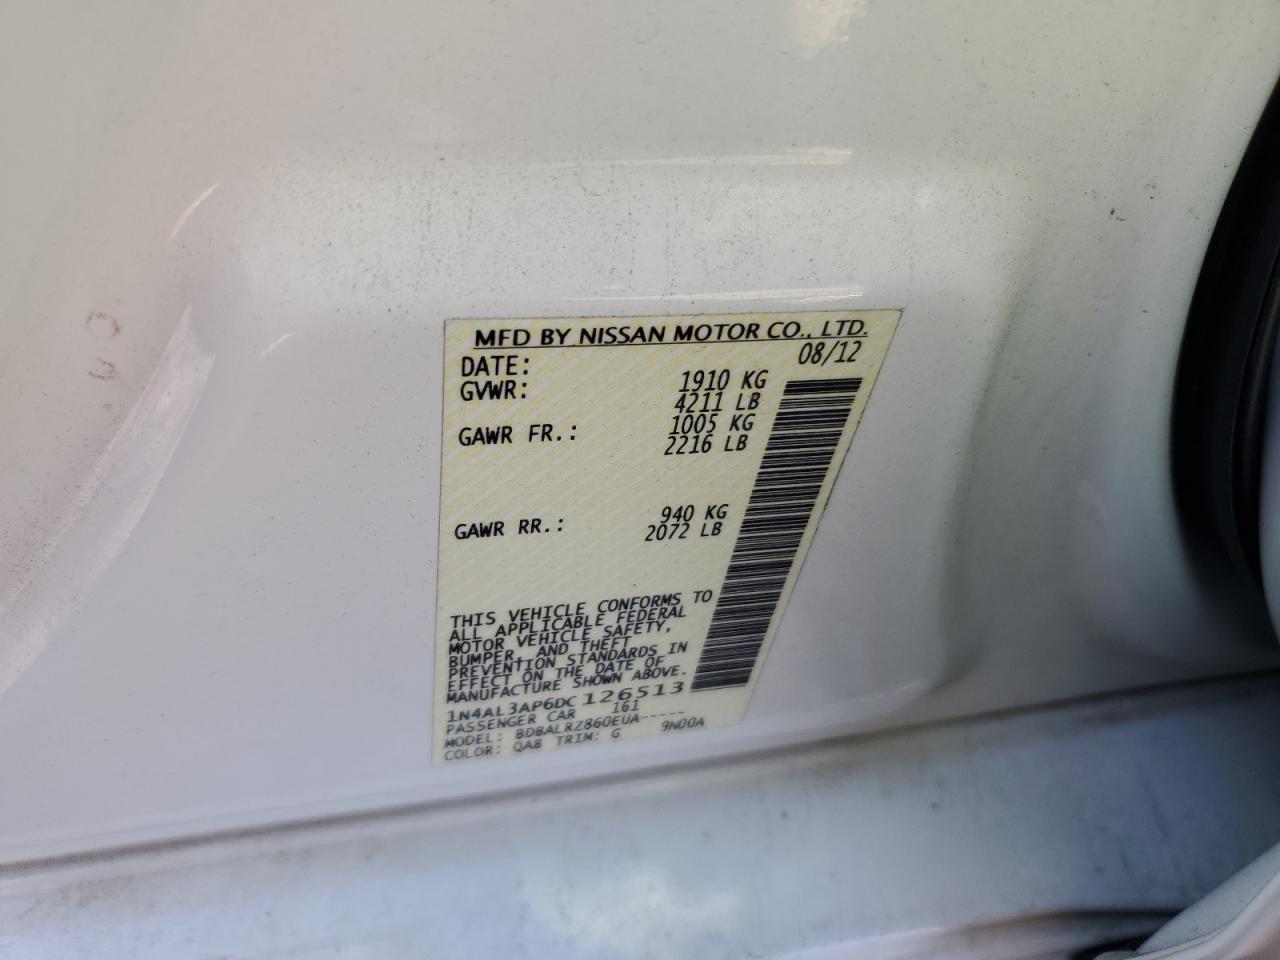 MFD BY NISSAN MOTOR CO., LTD.
DATE: 08/12
GVWR: 1910 KG
4211 LB
GAWR FR.: 1005 KG
2216 LB
GAWR RR.: 940 KG
2072 LB
THIS VEHICLE CONFORMS TO
ALL APPLICABLE FEDERAL
MOTOR VEHICLE SAFETY,
BUMPER, AND THEFT
PREVENTION STANDARDS IN
EFFECT ON THE DATE OF
MANUFACTURE SHOWN ABOVE.
1N4AL3AP6DC126513
PASSENGER CAR 161
MODEL: BDBALRZ860EUA-----
COLOR: QAB TRIM: G 9N00A